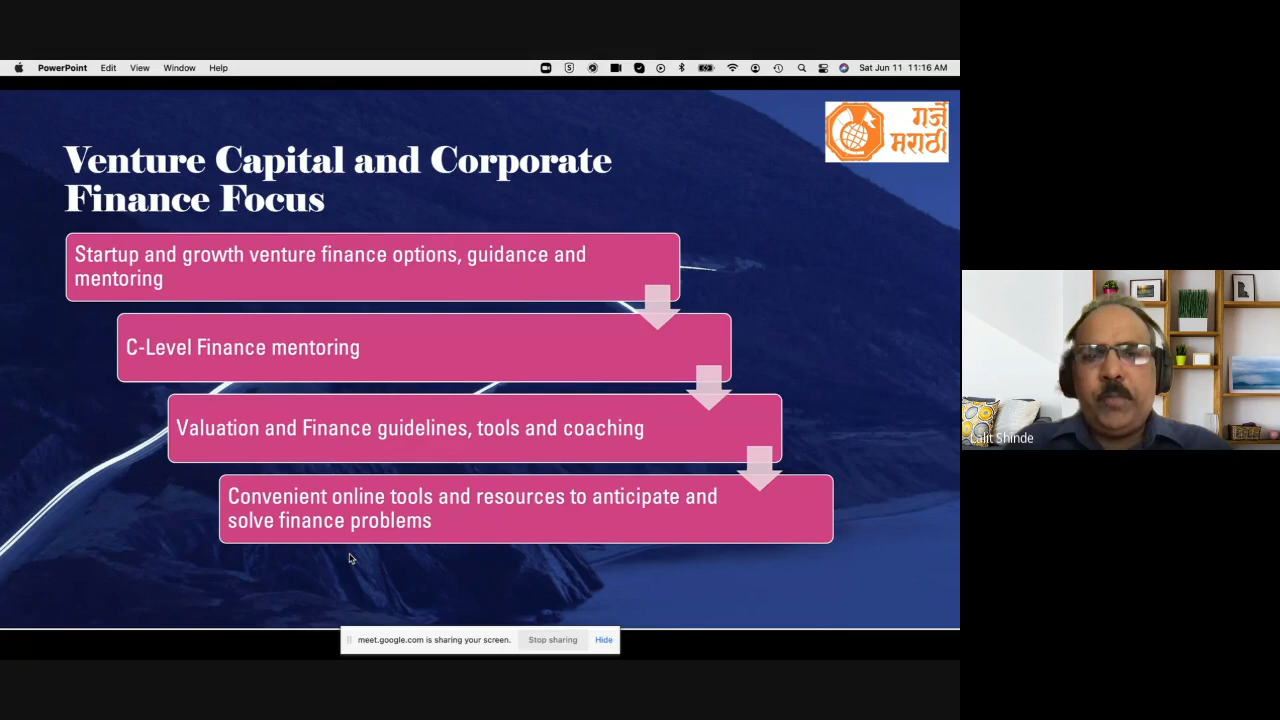 PowerPoint Edit View Window Help Sat Jun 11 11:16 AM
गर्जे
मराठी
Venture Capital and Corporate
Finance Focus
Startup and growth venture finance options, guidance and
mentoring
C-Level Finance mentoring
Valuation and Finance guidelines, tools and coaching
Convenient online tools and resources to anticipate and
solve finance problems
Lalit Shinde
meet.google.com is sharing your screen. Stop sharing Hide